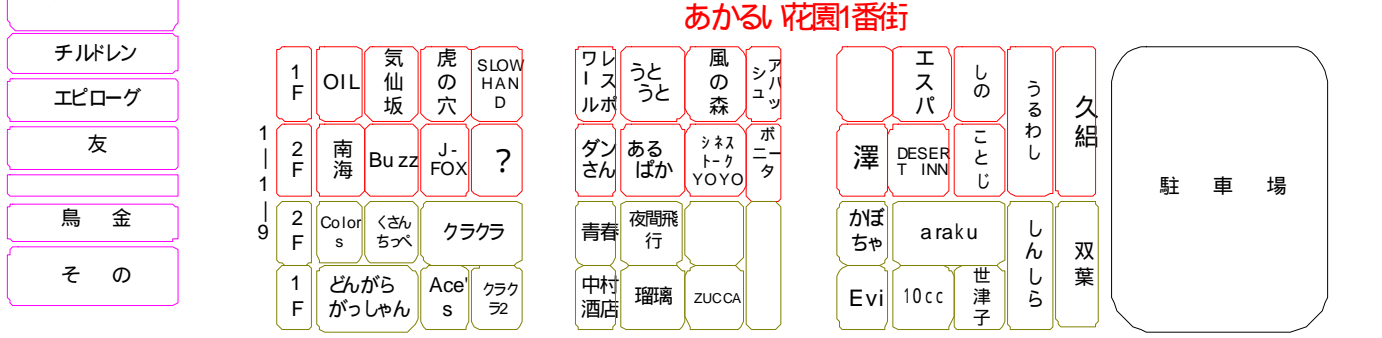 あかるい花園1番街
チルドレン
エピローグ
友
鳥 金
そ の
1|1|9
1F
OIL
気仙坂
虎の穴
SLOW
HAN
D
2F
南海
Buzz
J-
FOX
?
2F
Color
s
くさん
ちっぺ
クラクラ
1F
どんがら
がっしゃん
Ace'
s
クラク
ラ2
レスポ
ワール
うと
うと
風の森
アパッ
シュ
ダン
さん
ある
ぱか
シネス
トーク
YOYO
ボニータ
青春
夜間飛
行
中村
酒店
瑠璃
ZUCCA
エスパ
しの
うるわし
久絽
澤
DESER
T INN
ことじ
かぼ
ちゃ
araku
しんしら
双葉
Evi
10cc
世津子
駐 車 場